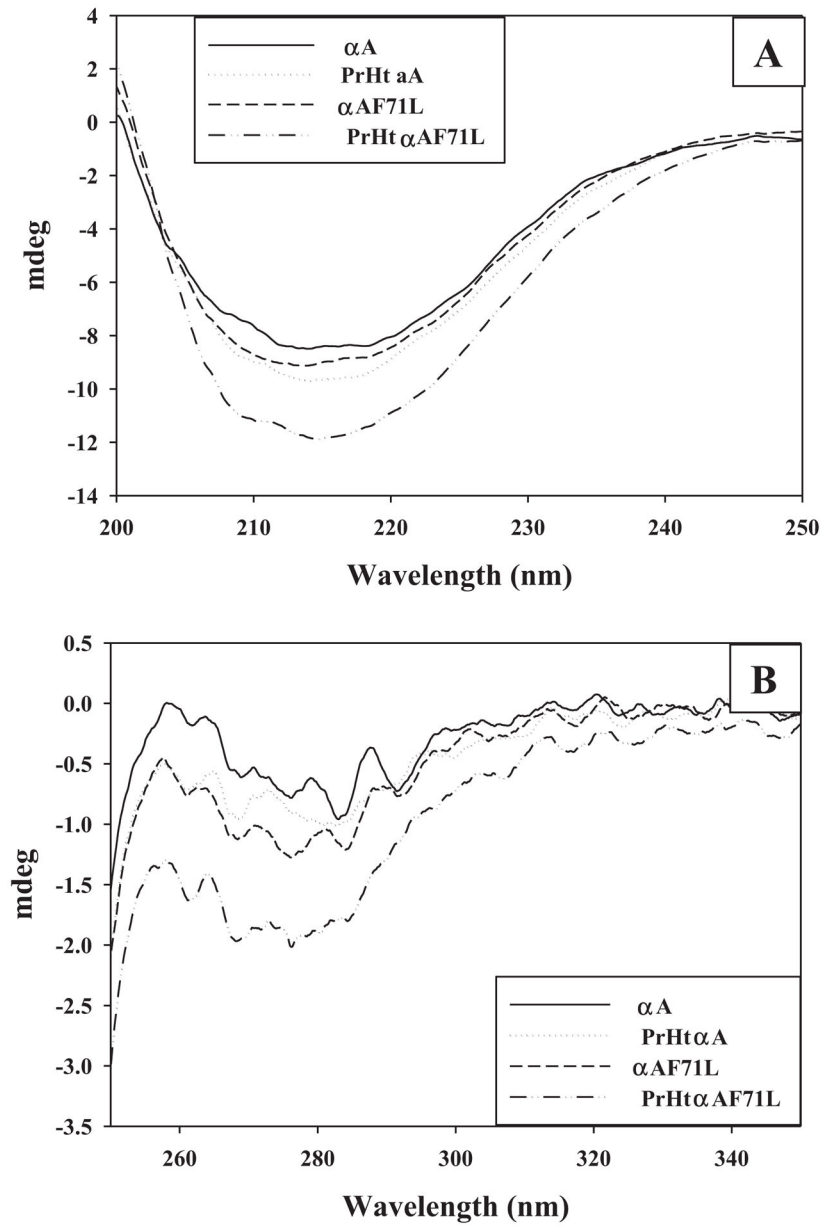 A
αA
PrHt aA
αAF71L
PrHt αAF71L
4
2
0
-2
-4
-6
-8
-10
-12
-14
mdeg
200
210
220
230
240
250
Wavelength (nm)
B
0.5
0.0
-0.5
-1.0
-1.5
-2.0
-2.5
-3.0
-3.5
mdeg
αA
PrHtαA
αAF71L
PrHtαAF71L
260
280
300
320
340
Wavelength (nm)